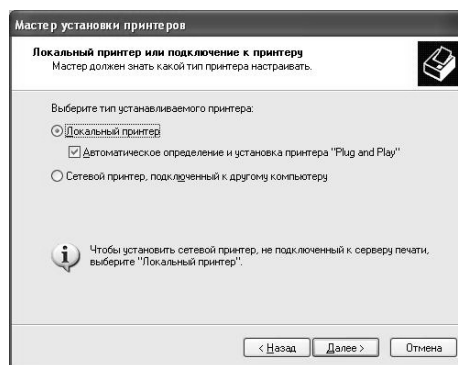 Мастер установки принтеров
Локальный принтер или подключение к принтеру
Мастер должен знать какой тип принтера настраивать.
Выберите тип устанавливаемого принтера:
Локальный принтер
Автоматическое определение и установка принтера "Plug and Play"
Сетевой принтер, подключенный к другому компьютеру
Чтобы установить сетевой принтер, не подключенный к серверу печати,
выберите "Локальный принтер".
< Назад Далее > Отмена